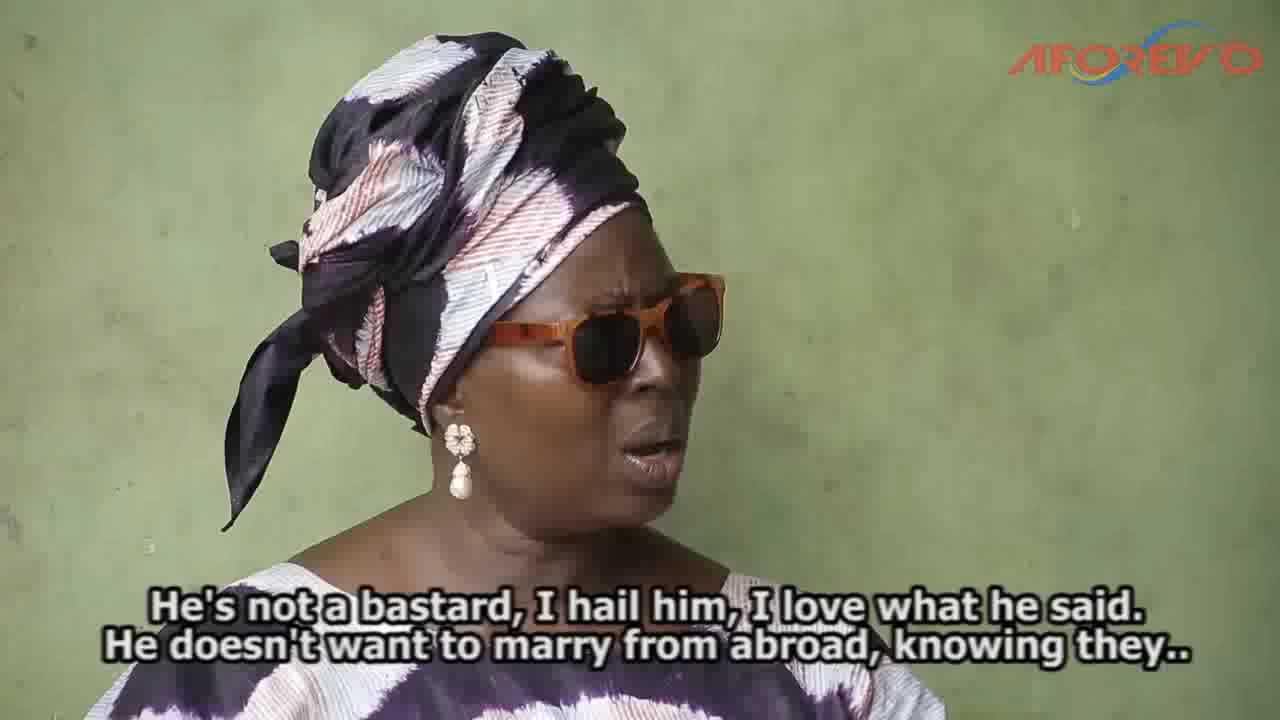 AFOREVO
He's not a bastard, I hail him, I love what he said.
He doesn't want to marry from abroad, knowing they..